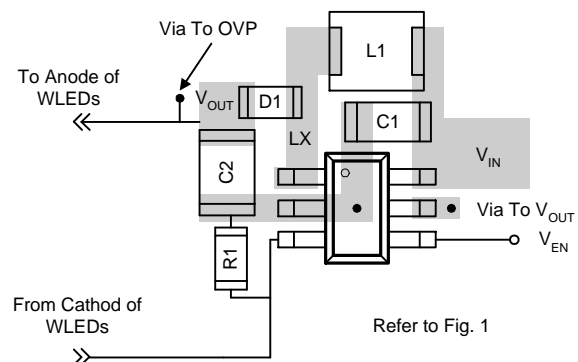 Via To OVP
L1
To Anode of
WLEDs
VOUT
D1
C1
LX
C2
VIN
Via To VOUT
VEN
R1
From Cathod of
WLEDs
Refer to Fig. 1